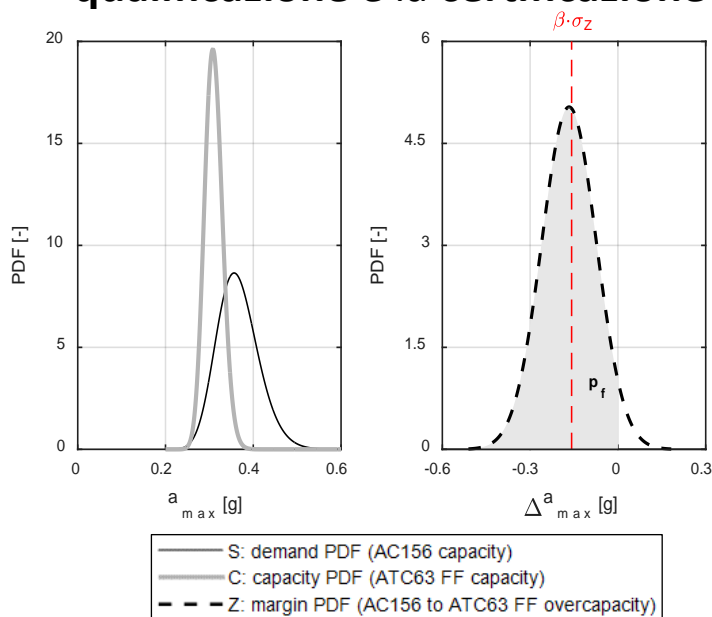 qualificazione certificazione
β·σZ
20
15
10
5
0
PDF [-]
0
0.2
0.4
0.6
a max [g]
6
4.5
3
1.5
0
PDF [-]
pf
-0.6
-0.3
0
0.3
Δa max [g]
S: demand PDF (AC156 capacity)
C: capacity PDF (ATC63 FF capacity)
Z: margin PDF (AC156 to ATC63 FF overcapacity)